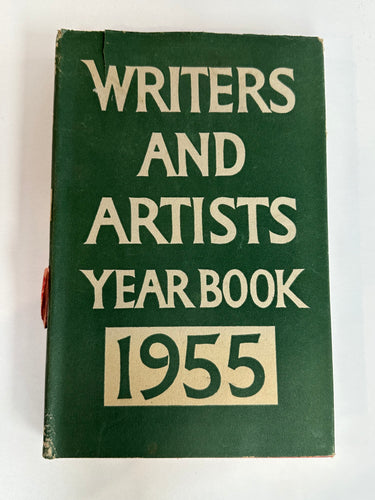 WRITERS
AND
ARTISTS
YEAR BOOK
1955